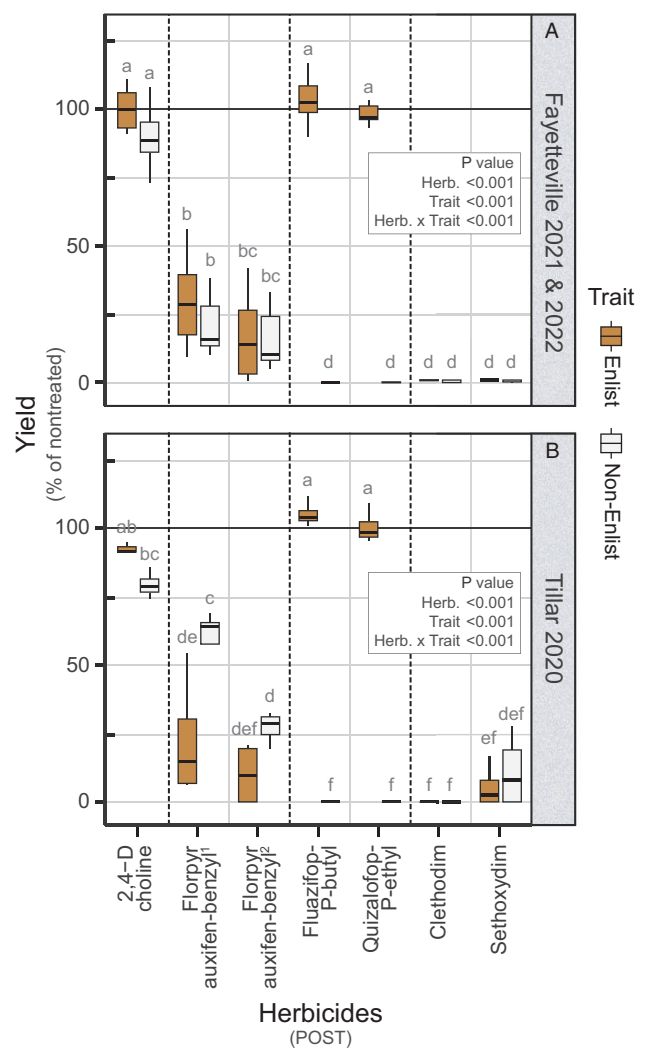 A
a
a
a
a
100
P value
Herb. <0.001
Trait <0.001
Herb. x Trait <0.001
b
b
bc
bc
50
d
d
d
d
d
d
0
Fayetteville 2021 & 2022
B
a
a
ab
bc
100
P value
Herb. <0.001
Trait <0.001
Herb. x Trait <0.001
c
de
50
d
def
def
ef
f
f
f
f
0
Tillar 2020
Yield
(% of nontreated)
2,4−D
choline
Florpyr
auxifen-benzyl¹
Florpyr
auxifen-benzyl²
Fluazifop-
P-butyl
Quizalofop-
P-ethyl
Clethodim
Sethoxydim
Herbicides
(POST)
Trait
Enlist
Non-Enlist